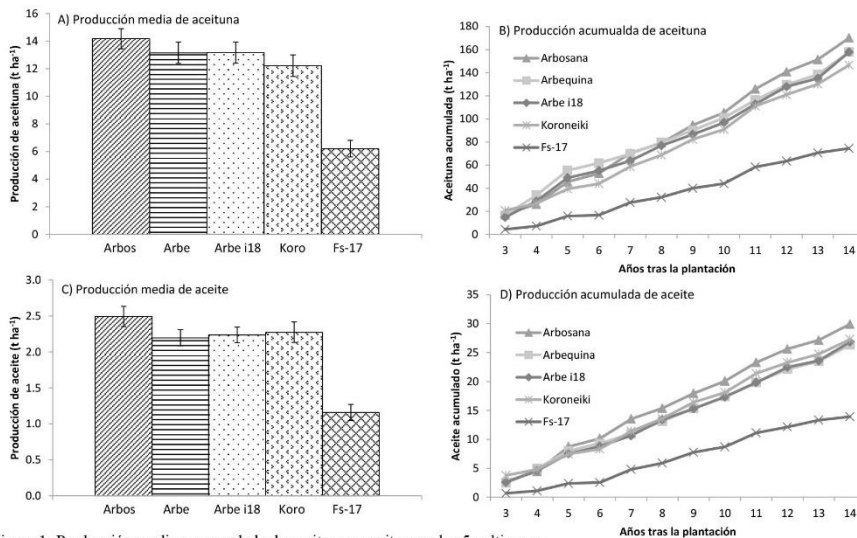 A) Producción media de aceituna
Producción de aceituna (t ha-1)
16
14
12
10
8
6
4
2
0
Arbos Arbe Arbe i18 Koro Fs-17
B) Producción acumualda de aceituna
Aceituna acumulada (t ha-1)
180
160
140
120
100
80
60
40
20
0
Arbosana
Arbequina
Arbe i18
Koroneiki
Fs-17
3 4 5 6 7 8 9 10 11 12 13 14
Años tras la plantación
C) Producción media de aceite
Producción de aceite (t ha-1)
3.0
2.5
2.0
1.5
1.0
0.5
0.0
Arbos Arbe Arbe i18 Koro Fs-17
D) Producción acumulada de aceite
Aceite acumulado (t ha-1)
35
30
25
20
15
10
5
0
Arbosana
Arbequina
Arbe i18
Koroneiki
Fs-17
3 4 5 6 7 8 9 10 11 12 13 14
Años tras la plantación